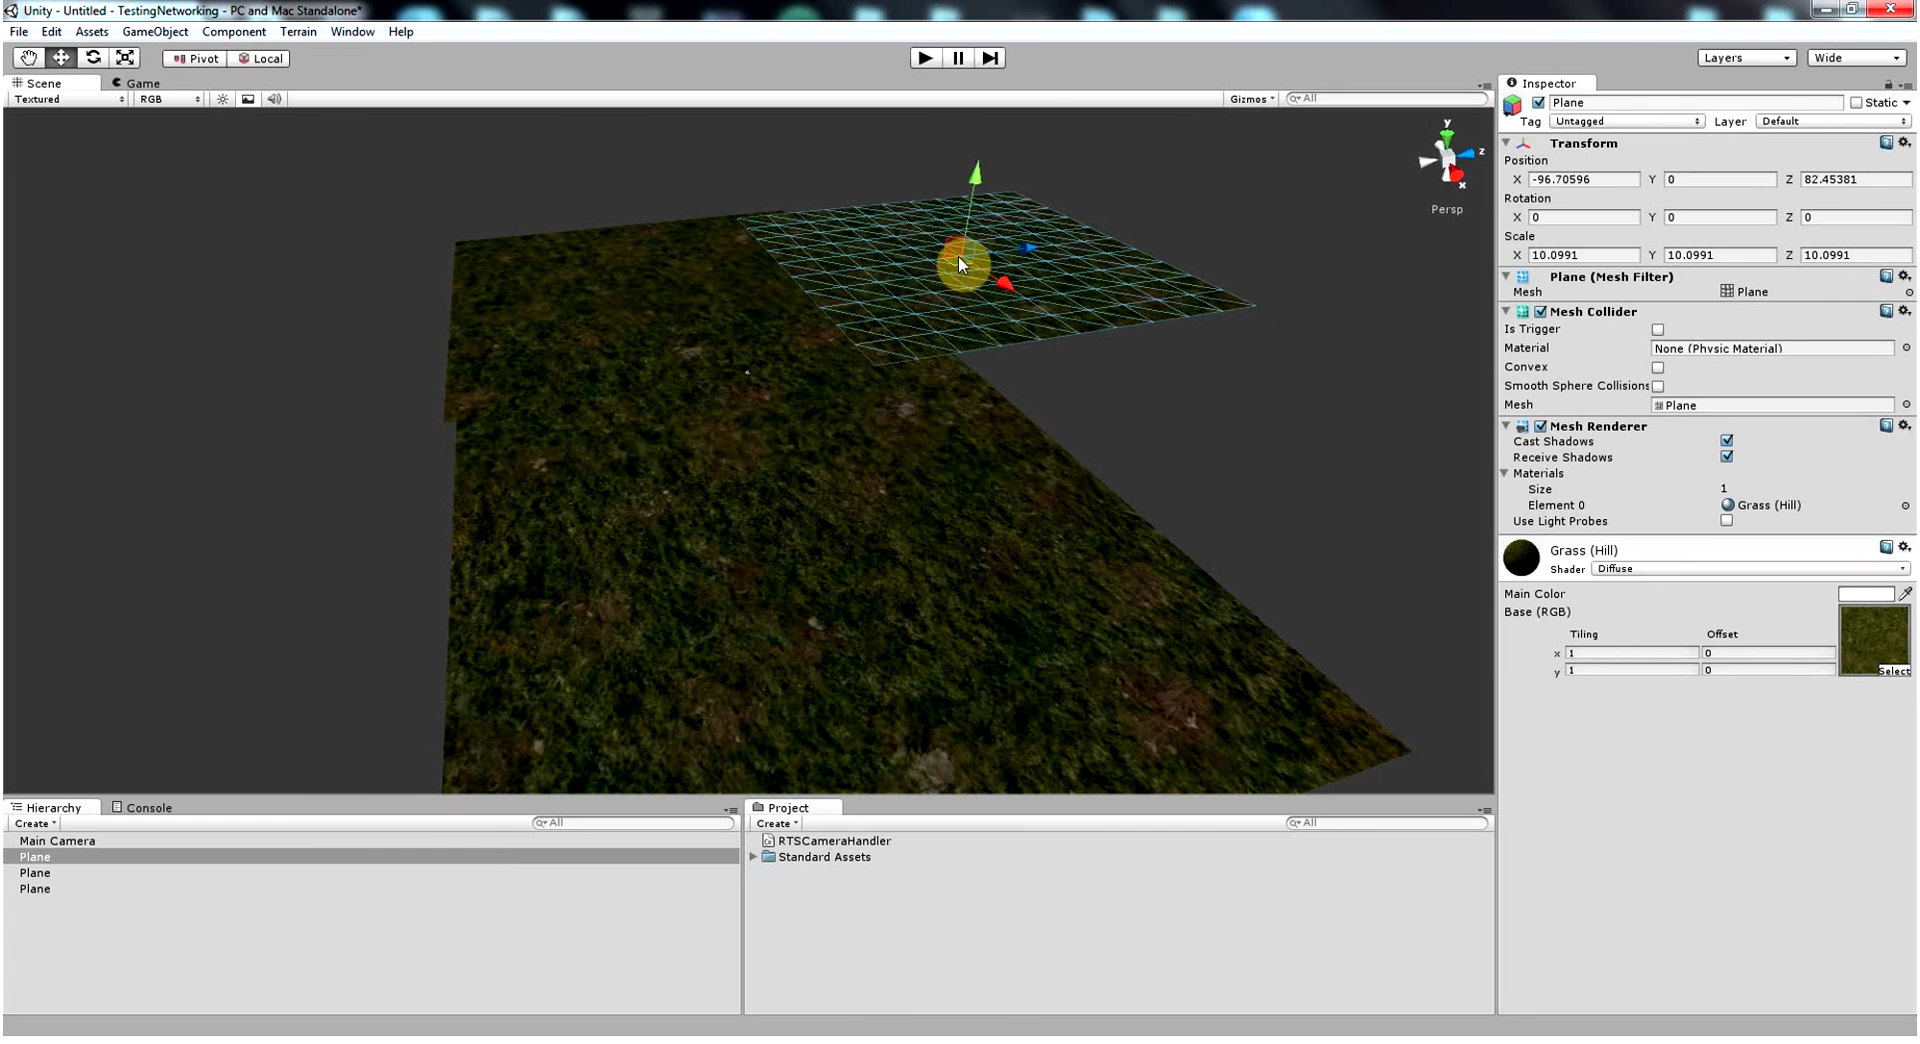 Unity - Untitled - TestingNetworking - PC and Mac Standalone*
File Edit Assets GameObject Component Terrain Window Help
Pivot Local Layers Wide
Scene Game
Textured RGB Gizmos All
y
z
x
Persp
Inspector
Plane Static
Tag Untagged Layer Default
Transform
Position
X -96.70596 Y 0 Z 82.45381
Rotation
X 0 Y 0 Z 0
Scale
X 10.0991 Y 10.0991 Z 10.0991
Plane (Mesh Filter)
Mesh Plane
Mesh Collider
Is Trigger
Material None (Physic Material)
Convex
Smooth Sphere Collisions
Mesh Plane
Mesh Renderer
Cast Shadows
Receive Shadows
Materials
Size 1
Element 0 Grass (Hill)
Use Light Probes
Grass (Hill)
Shader Diffuse
Main Color
Base (RGB)
Tiling Offset
x 1 0
y 1 0
Select
Hierarchy Console
Create All
Main Camera
Plane
Plane
Plane
Project
Create All
RTSCameraHandler
Standard Assets